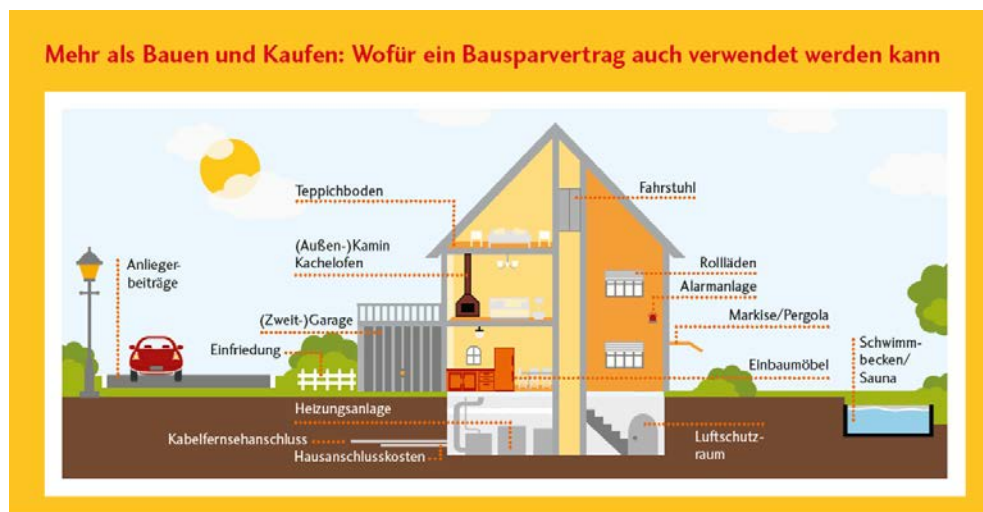 Mehr als Bauen und Kaufen: Wofür ein Bausparvertrag auch verwendet werden kann
Teppichboden
Fahrstuhl
(Außen-)Kamin
Kachelofen
Anlieger-
beiträge
Rollläden
Alarmanlage
(Zweit-)Garage
Markise/Pergola
Einfriedung
Schwimm-
becken/
Sauna
Einbaumöbel
Heizungsanlage
Kabelfernsehanschluss
Hausanschlusskosten
Luftschutz-
raum